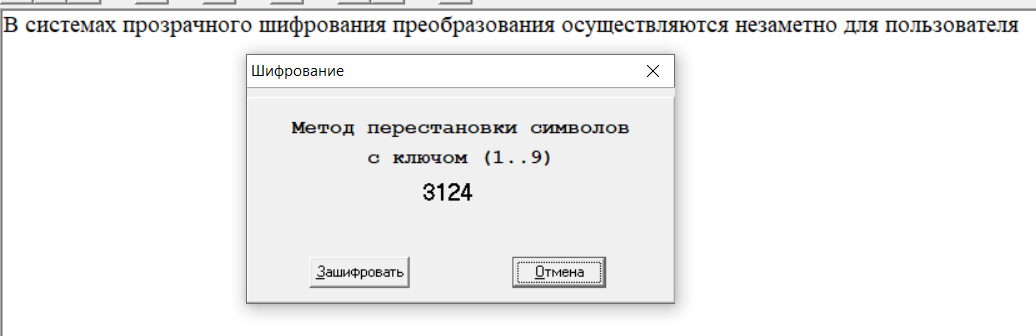 В системах прозрачного шифрования преобразования осуществляются незаметно для пользователя
Шифрование
Метод перестановки символов
с ключом (1..9)
3124
Зашифровать
Отмена